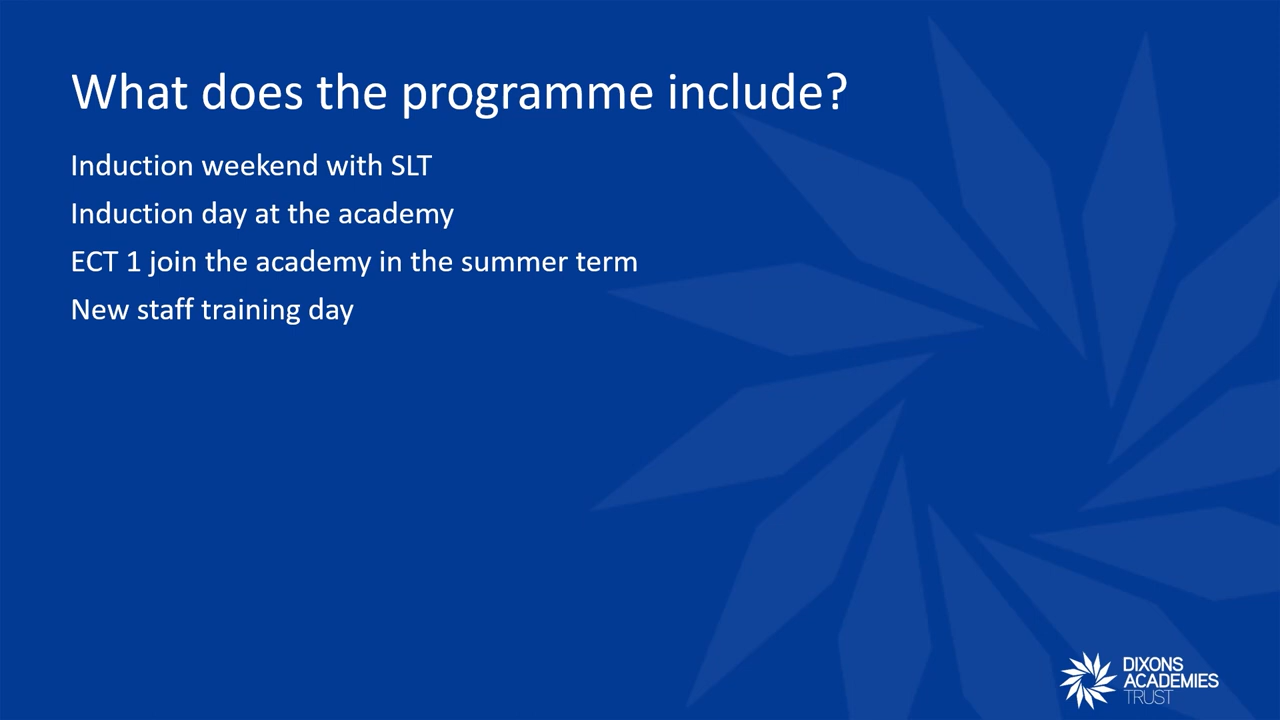 What does the programme include?
Induction weekend with SLT
Induction day at the academy
ECT 1 join the academy in the summer term
New staff training day
DIXONS
ACADEMIES
TRUST